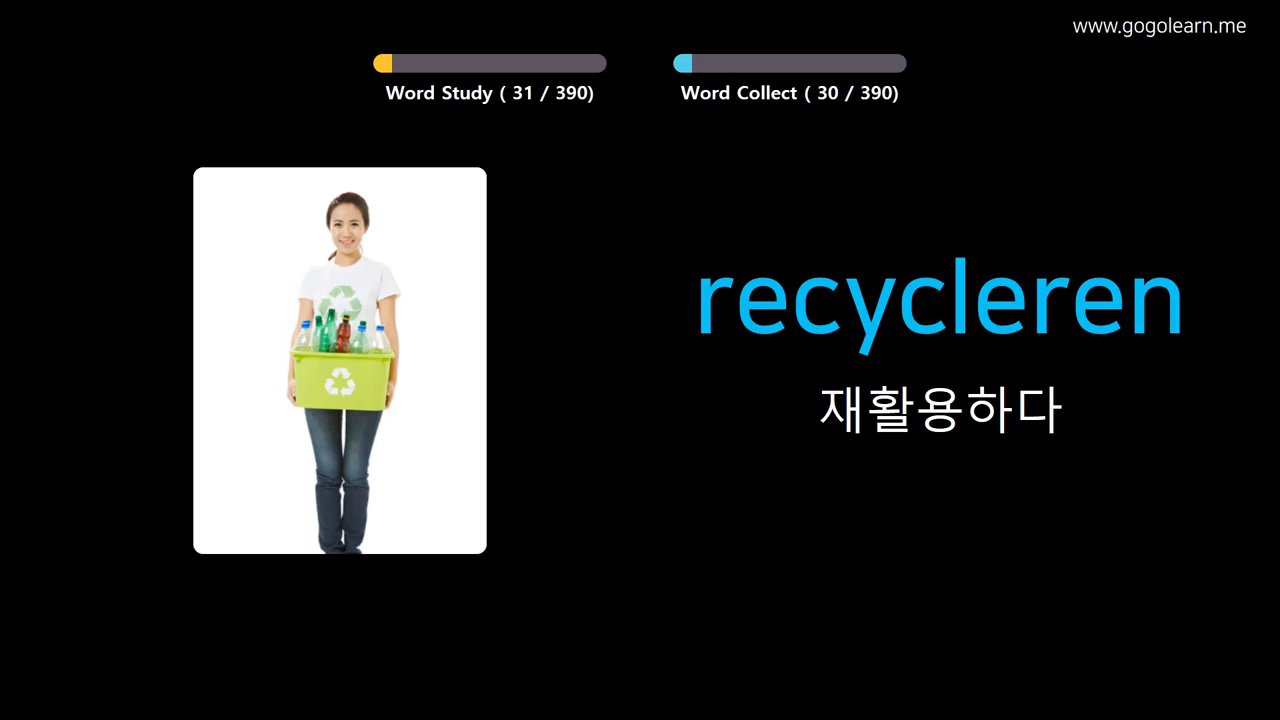 www.gogolearn.me
Word Study ( 31 / 390)
Word Collect ( 30 / 390)
recycleren
재활용하다